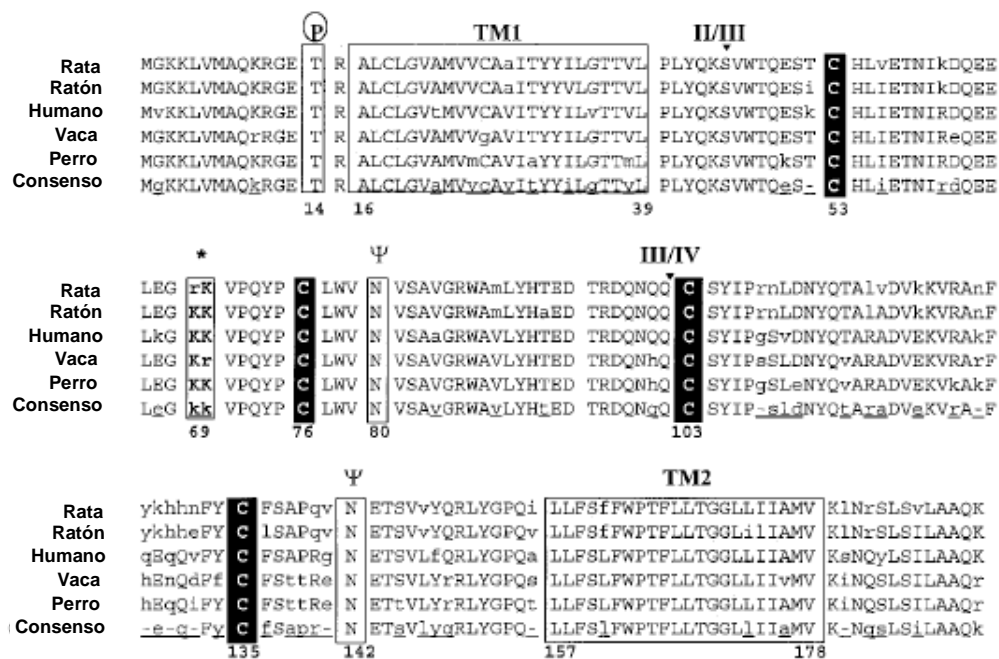 P TM1 II/III
Rata MGKKLVMAQKRGE T R ALCLGVAMVVCAaITYYILGTTVL PLYQKSVWTQEST C HLvETNIkDQEE
Ratón MGKKLVMAQKRGE T R ALCLGVAMVVCAaITYYVLGTTVL PLYQKSVWTQESi C HLIETNIkDQEE
Humano MvKKLVMAQKRGE T R ALCLGVtMVVCAVITYYILvTTVL PLYQKSVWTQESk C HLIETNIRDQEE
Vaca MGKKLVMAQrRGE T R ALCLGVAMVVgAVITYYILGTTVL PLYQKSVWTQEST C HLIETNIReQEE
Perro MGKKLVMAQKRGE T R ALCLGVAMVmCAVIaYYILGTTmL PLYQKSVWTQkST C HLIETNIRDQEE
Consenso MgKKLVMAQkRGE T R ALCLGVaMVvcAvItYYiLgTTvL PLYQKSVWTQeS- C HLiETNIrdQEE
14 16 39 53
* Ψ III/IV
Rata LEG rK VPQYP C LWV N VSAVGRWAmLYHTED TRDQNQQ C SYIPrnLDNYQTAlvDVkKVRAnF
Ratón LEG KK VPQYP C LWV N VSAVGRWAmLYHaED TRDQNQQ C SYIPrnLDNYQTAlADVkKVRAnF
Humano LkG KK VPQYP C LWV N VSAaGRWAVLYHTED TRDQNQQ C SYIPgSvDNYQTARADVEKVRAkF
Vaca LEG Kr VPQYP C LWV N VSAVGRWAVLYHTED TRDQNhQ C SYIPsSLDNYQvARADVEKVRArF
Perro LEG KK VPQYP C LWV N VSAVGRWAVLYHTED TRDQNhQ C SYIPgSLeNYQvARADVEKVkAkF
Consenso LeG kk VPQYP C LWV N VSAvGRWAvLYHtED TRDQNqQ C SYIP-sldNYQtAraDVeKVrA-F
69 76 80 103
Ψ TM2
Rata ykhhnFY C FSAPqv N ETSVvYQRLYGPQi LLFSfFWPTFLLTGGLLIIAMV KlNrSLSvLAAQK
Ratón ykhheFY C lSAPqv N ETSVvYQRLYGPQv LLFSfFWPTFLLTGGLliIAMV KlNrSLSILAAQK
Humano qEqQvFY C FSAPRg N ETSVLfQRLYGPQa LLFSLFWPTFLLTGGLLIIAMV KsNQyLSILAAQK
Vaca hEnQdFf C FSttRe N ETSVLYrRLYGPQs LLFSLFWPTFLLTGGLLIIvMV KiNQSLSILAAQr
Perro hEqQiFY C FSttRe N ETtVLYrRLYGPQt LLFSLFWPTFLLTGGLLIIAMV KiNQSLSILAAQr
Consenso -e-q-Fy C fSapr- N ETsVlyqRLYGPQ- LLFSlFWPTFLLTGGLlIIaMV K-NqsLSiLAAQk
135 142 157 178